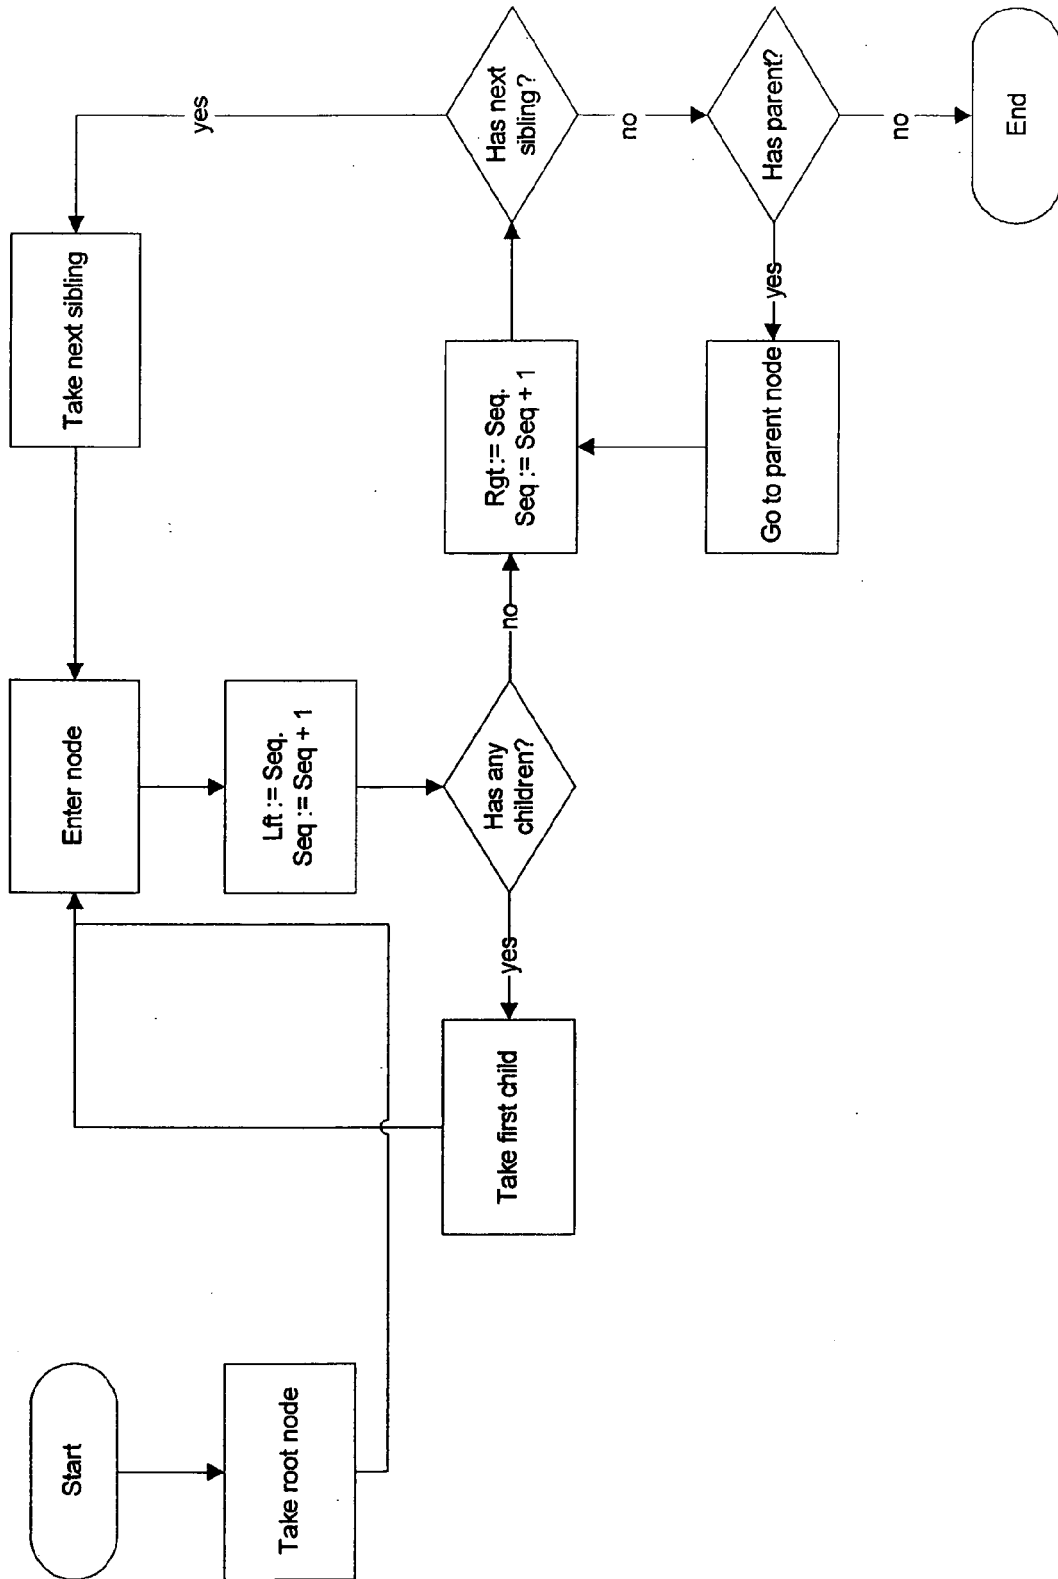 Start
Take root node
Enter node
Lft := Seq.
Seq := Seq + 1
Has any
children?
yes
Take first child
no
Rgt := Seq.
Seq := Seq + 1
Has next
sibling?
yes
Take next sibling
no
Has parent?
yes
Go to parent node
no
End